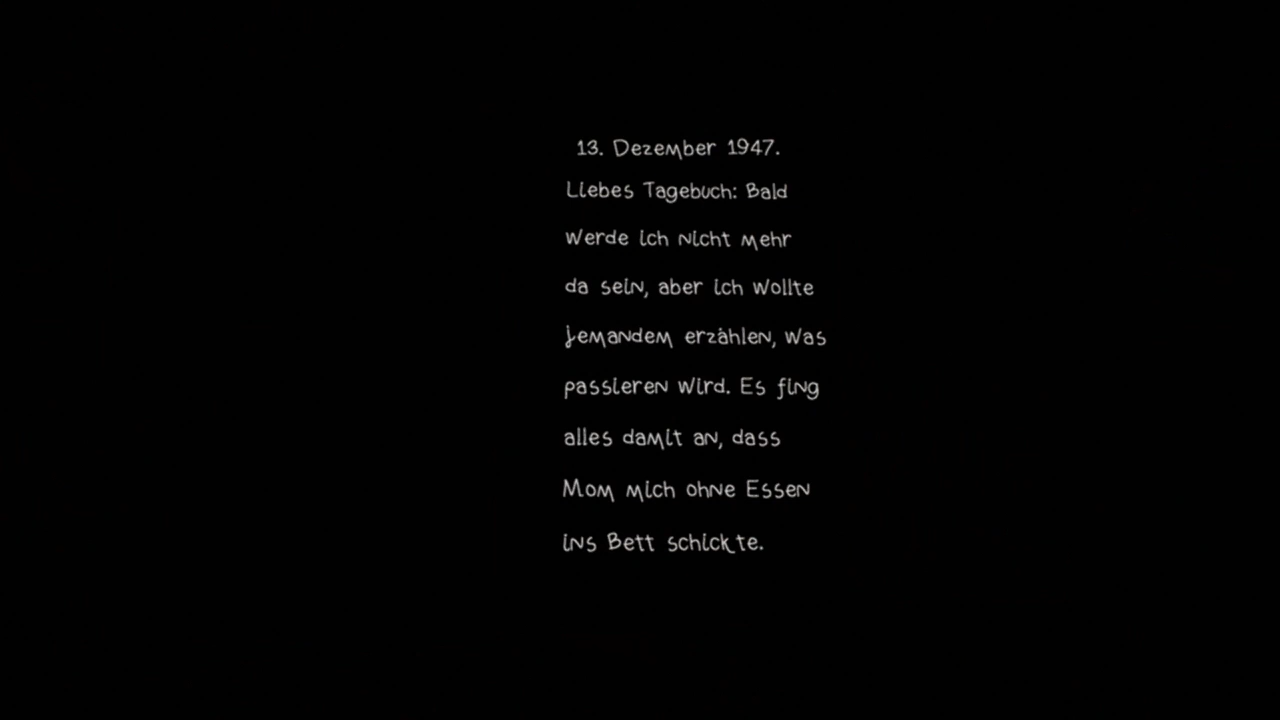 13. Dezember 1947.
Liebes Tagebuch: Bald
werde ich nicht mehr
da sein, aber ich wollte
jemandem erzählen, was
passieren wird. Es fing
alles damit an, dass
Mom mich ohne Essen
ins Bett schickte.